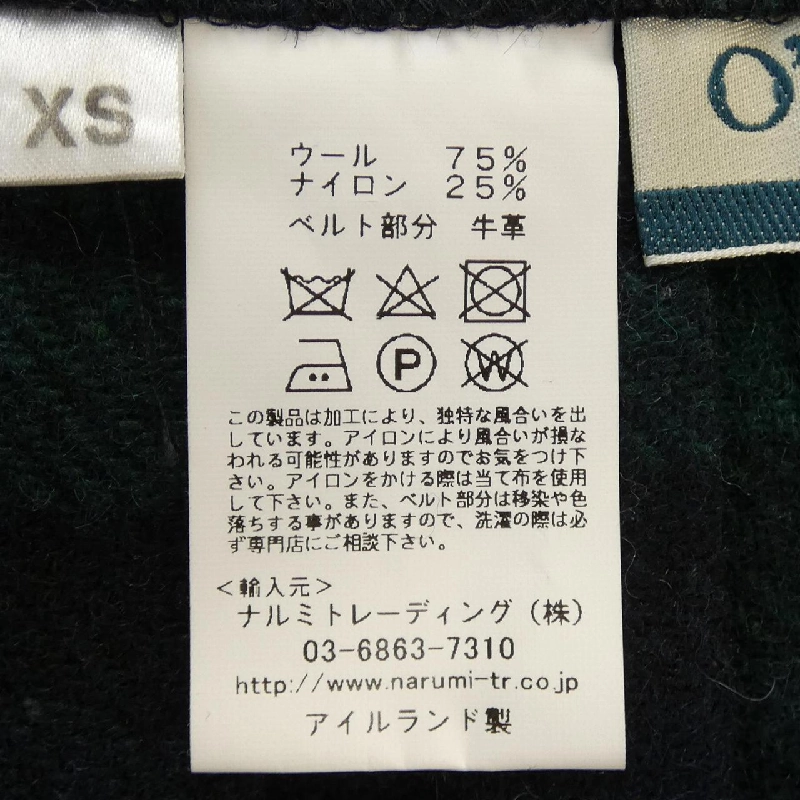 XS
ウール 75%
ナイロン 25%
ベルト部分 牛革
P
W
この製品は加工により、独特な風合いを出
しています。アイロンにより風合いが損な
われる可能性がありますのでお気をつけ下
さい。アイロンをかける際は当て布を使用
して下さい。また、ベルト部分は移染や色
落ちする事がありますので、洗濯の際は必
ず専門店にご相談下さい。
<輸入元>
ナルミトレーディング(株)
03-6863-7310
http://www.narumi-tr.co.jp
アイルランド製